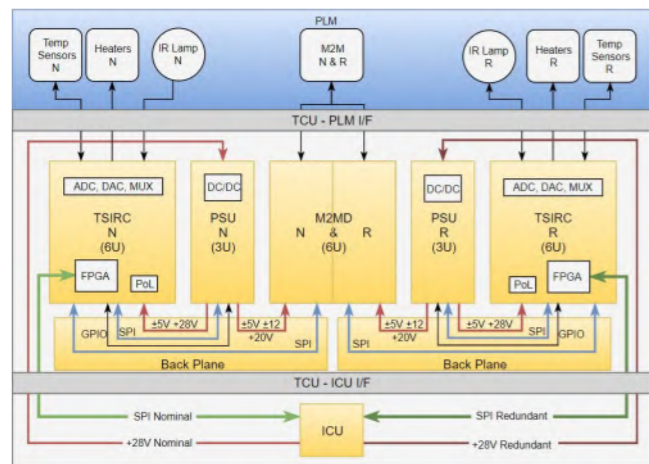 PLM
Temp
Sensors
N
Heaters
N
IR Lamp
N
M2M
N & R
IR Lamp
R
Heaters
R
Temp
Sensors
R
TCU - PLM I/F
ADC, DAC, MUX
TSIRC
N
(6U)
FPGA
PoL
DC/DC
PSU
N
(3U)
M2MD
N & R
(6U)
DC/DC
PSU
R
(3U)
ADC, DAC, MUX
TSIRC
R
(6U)
PoL
FPGA
GPIO
SPI
±5V +28V
±5V ±12
+20V
SPI
Back Plane
SPI
±5V ±12
+20V
±5V +28V
SPI
GPIO
Back Plane
TCU - ICU I/F
SPI Nominal
SPI Redundant
ICU
+28V Nominal
+28V Redundant